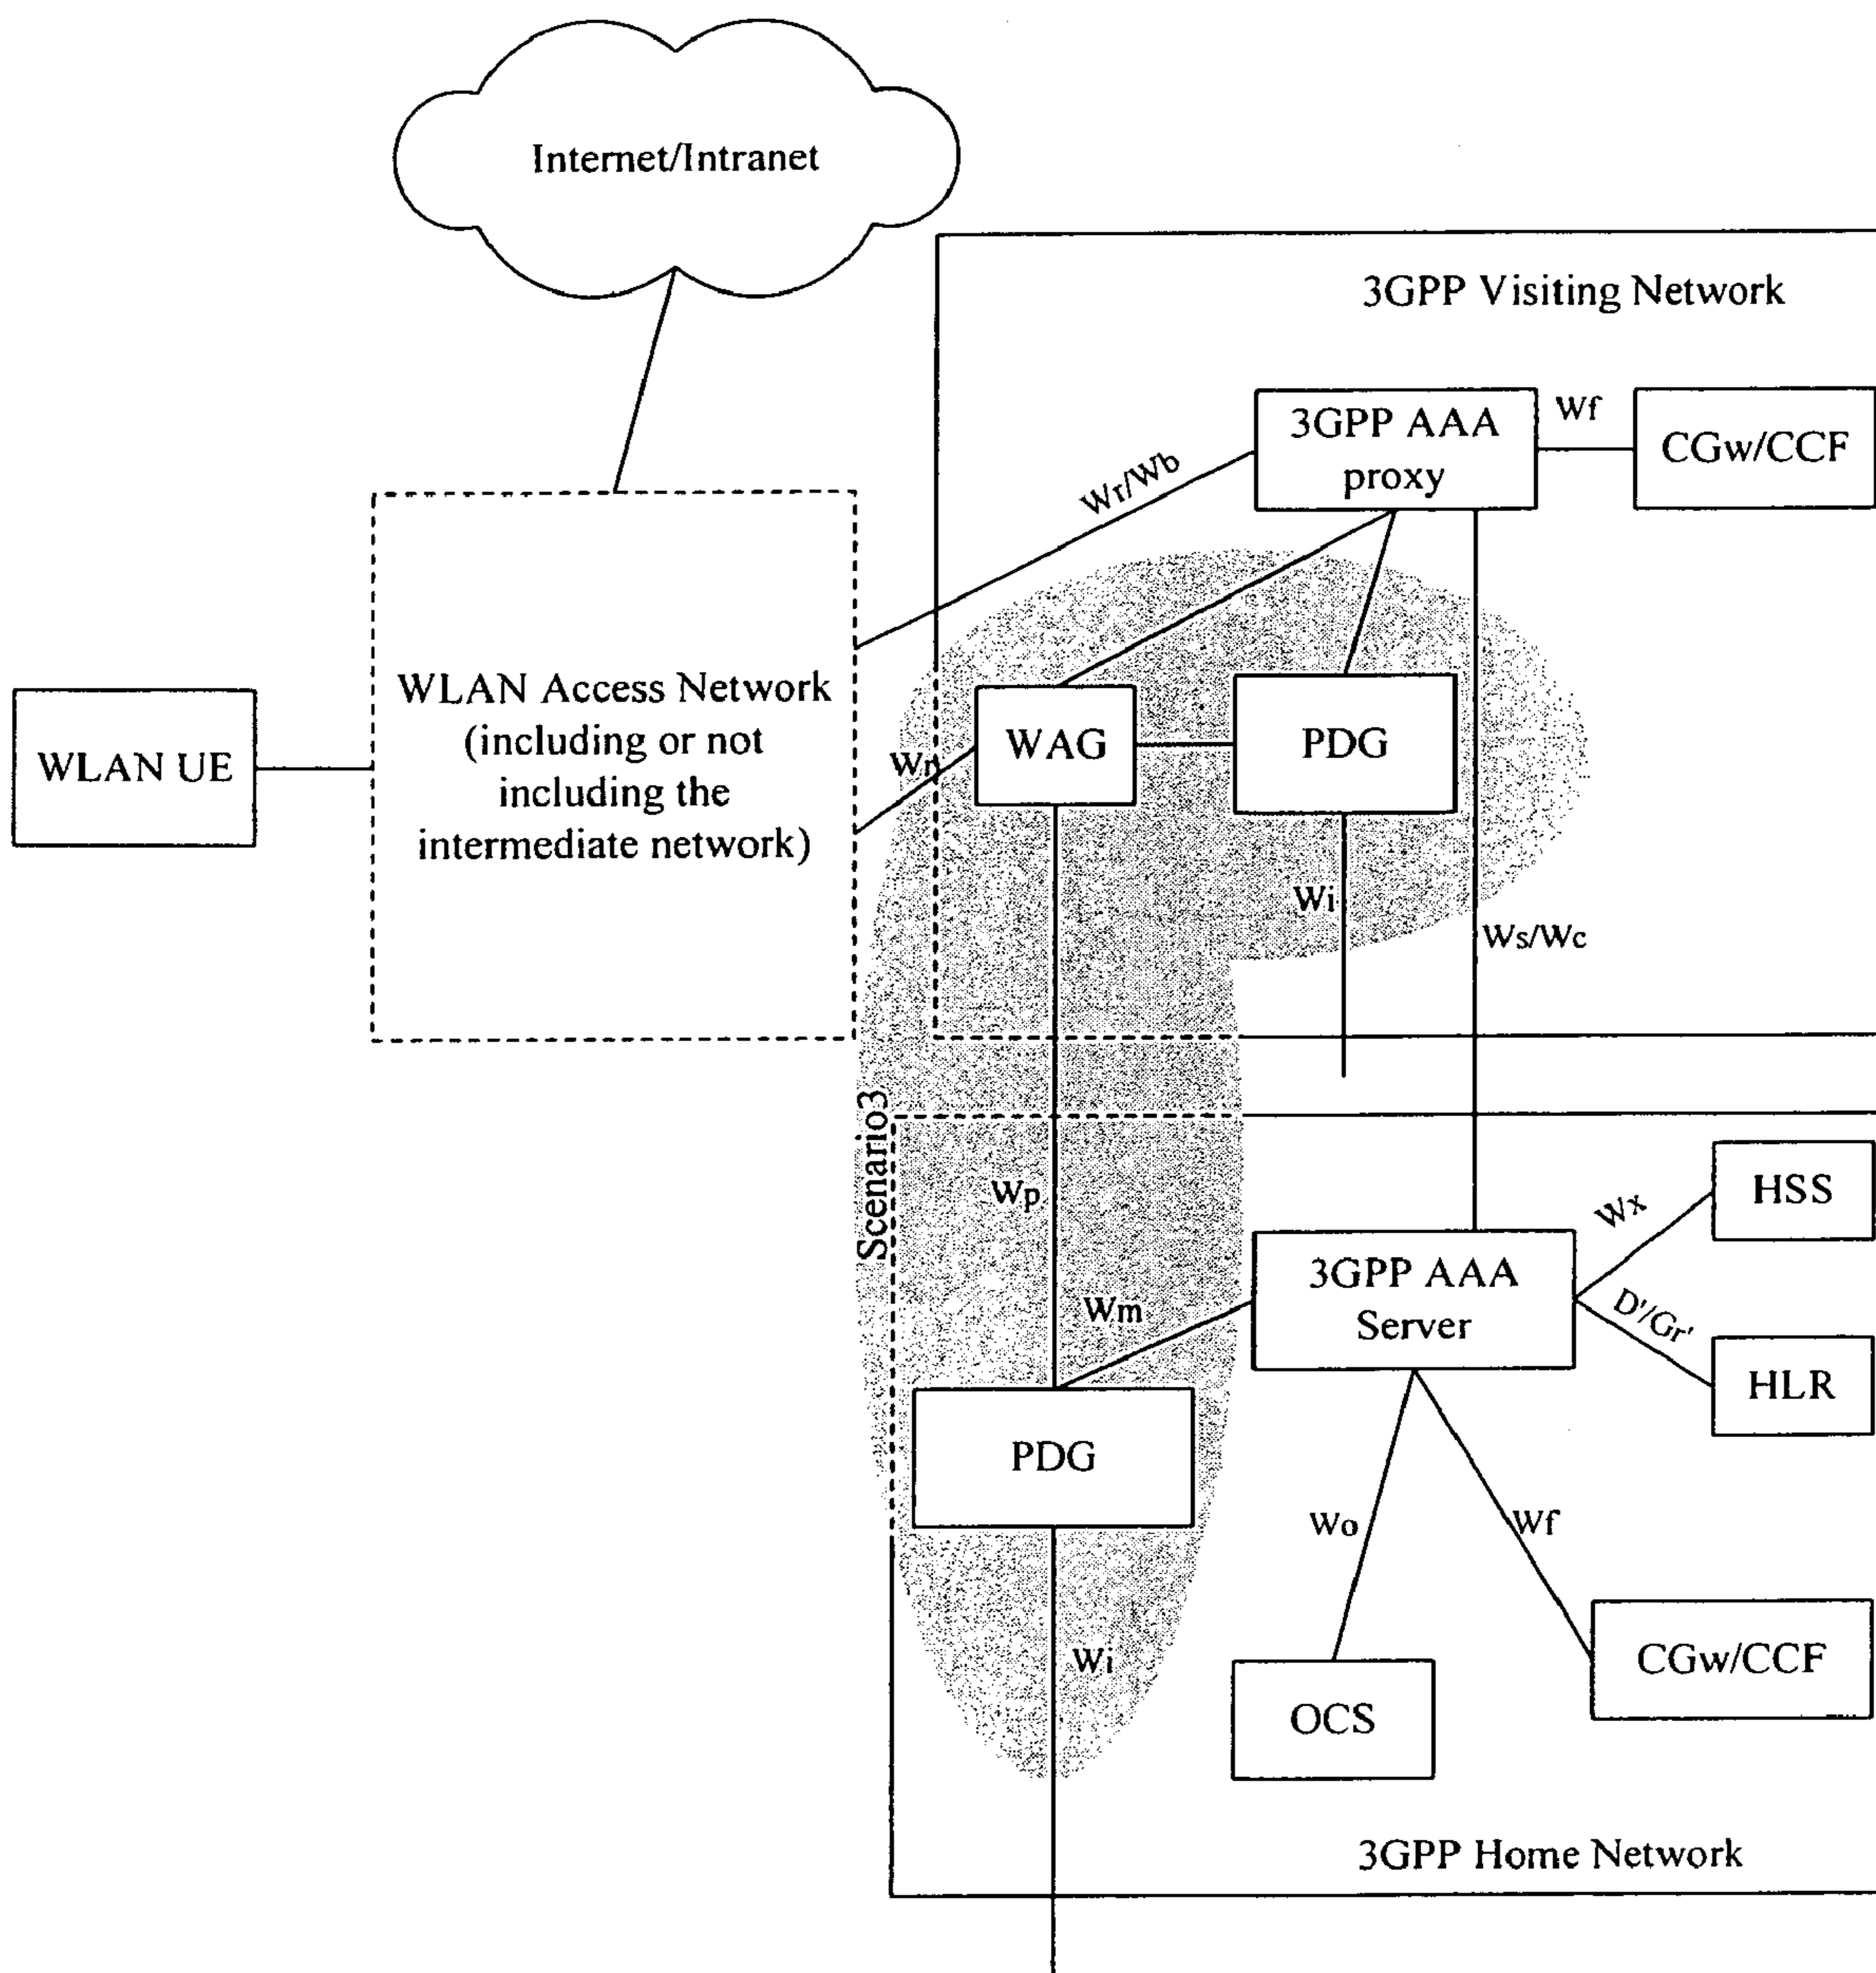 Internet/Intranet
3GPP Visiting Network
3GPP AAA
proxy
Wf
CGw/CCF
Wr/Wb
WLAN UE
WLAN Access Network
(including or not
including the
intermediate network)
Wn
WAG
PDG
Wi
Ws/Wc
Scenario3
Wp
Wm
3GPP AAA
Server
Wx
HSS
D'/Gr'
HLR
PDG
Wo
Wf
Wi
OCS
CGw/CCF
3GPP Home Network